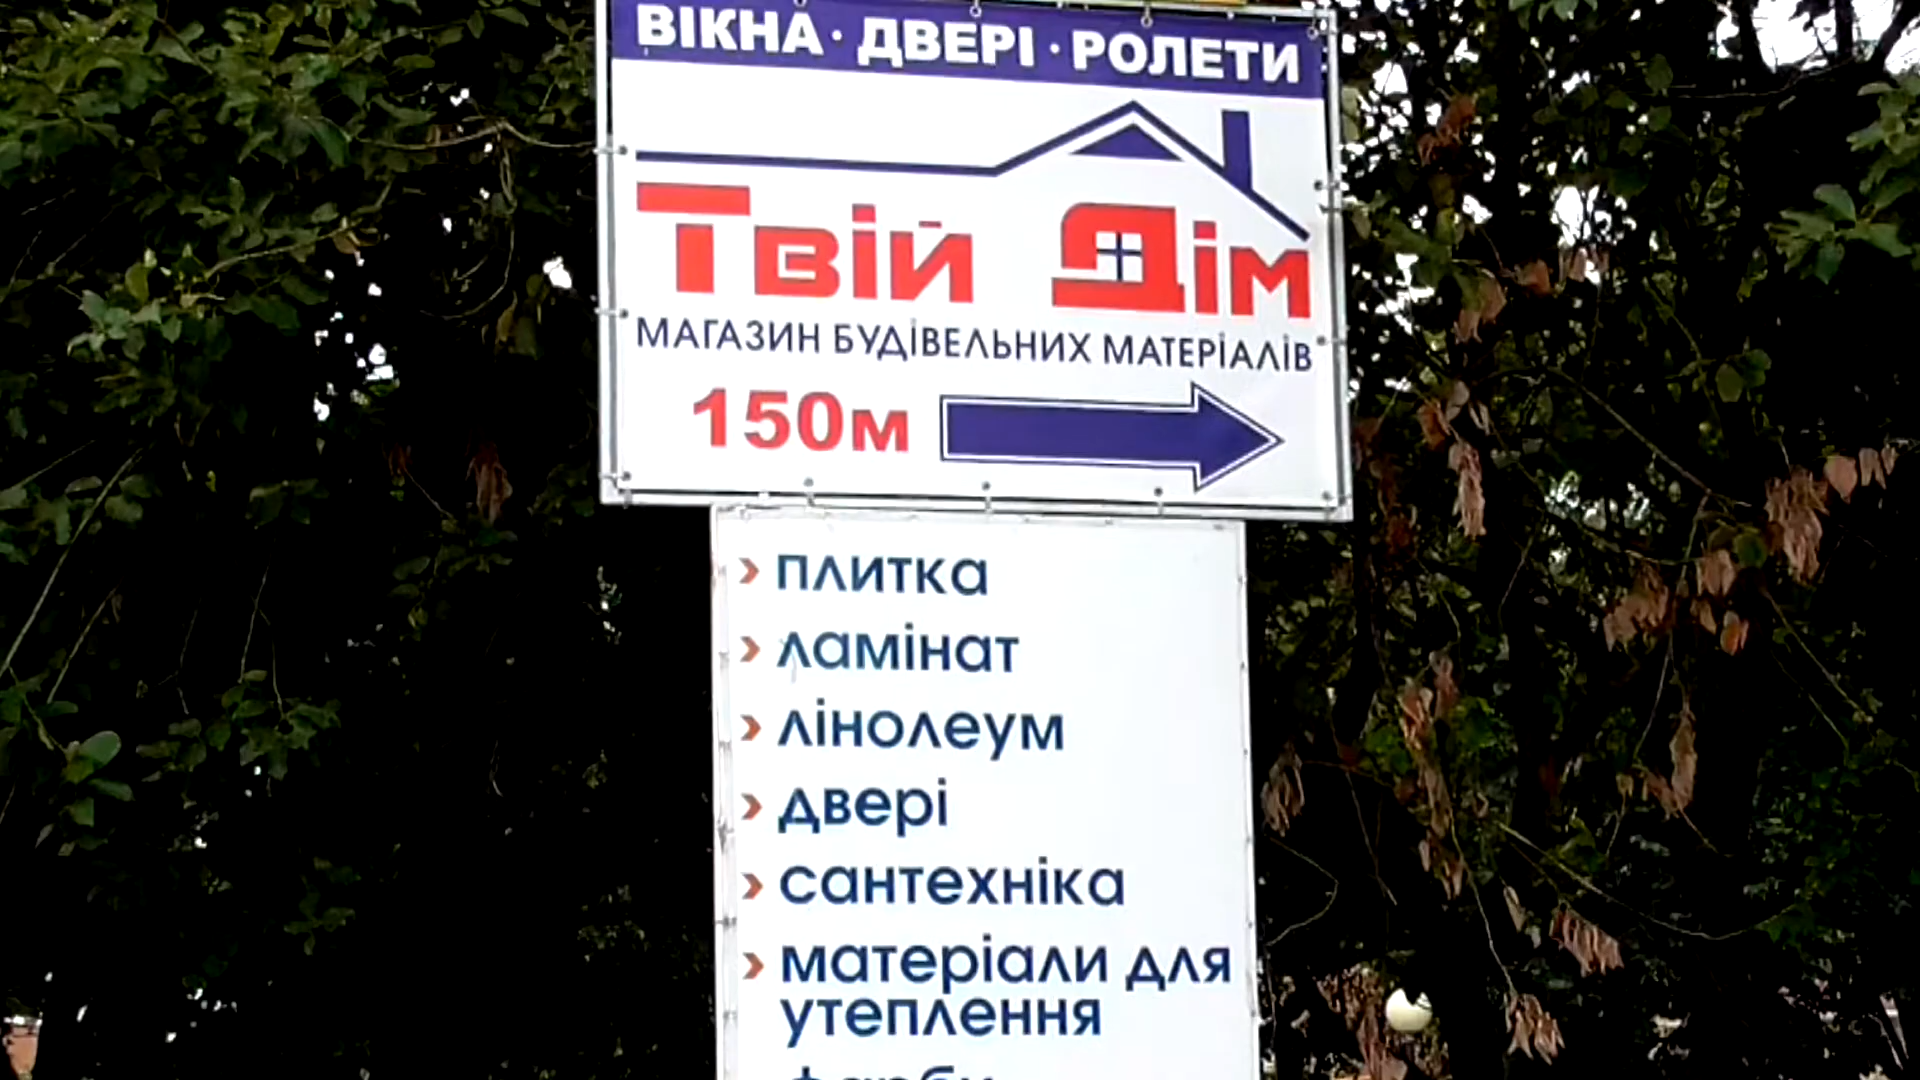 ВІКНА · ДВЕРІ · РОЛЕТИ
Твій Дім
МАГАЗИН БУДІВЕЛЬНИХ МАТЕРІАЛІВ
150м
› плитка
› ламінат
› лінолеум
› двері
› сантехніка
› матеріали для
утеплення